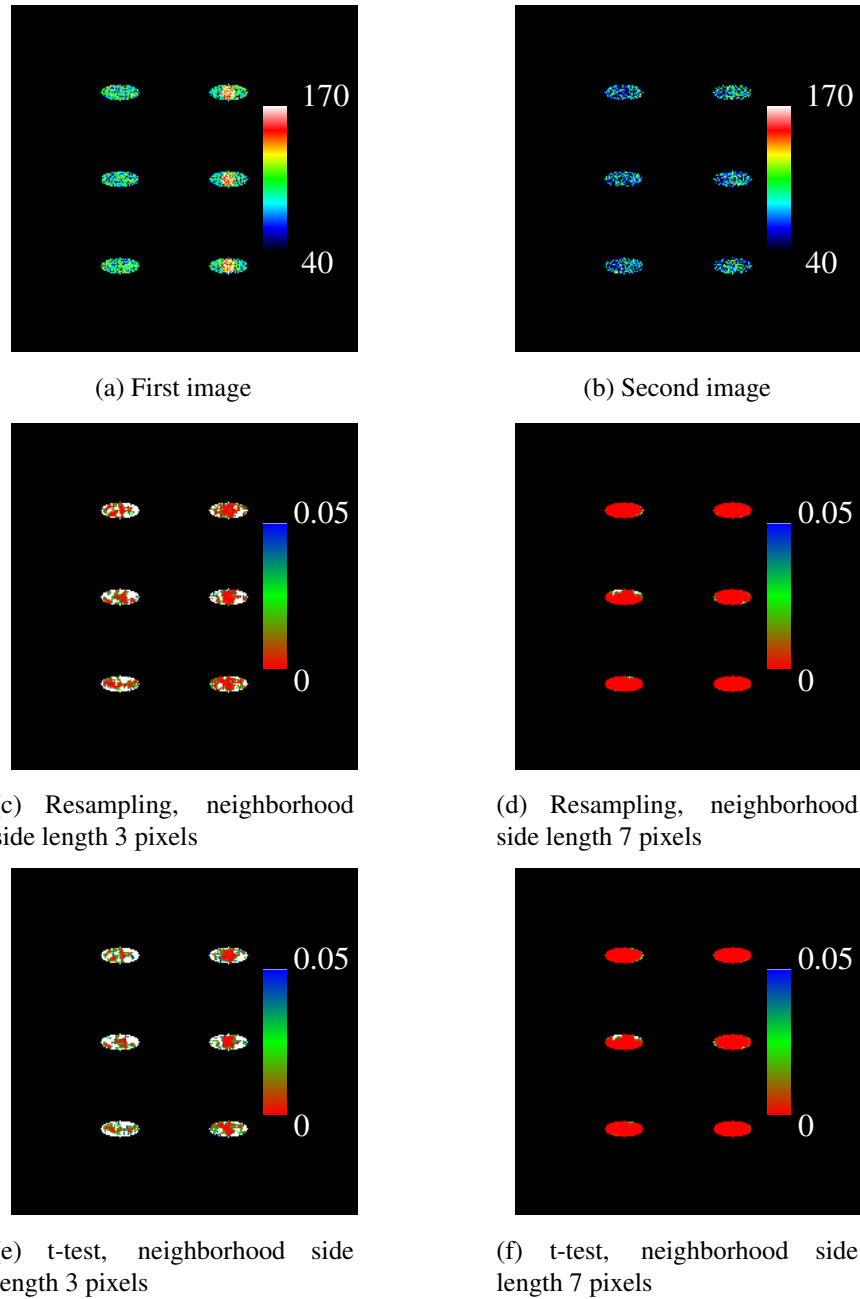 170
40
170
40
(a) First image
(b) Second image
0.05
0
0.05
0
(c) Resampling, neighborhood
side length 3 pixels
(d) Resampling, neighborhood
side length 7 pixels
0.05
0
0.05
0
(e) t-test, neighborhood side
length 3 pixels
(f) t-test, neighborhood side
length 7 pixels